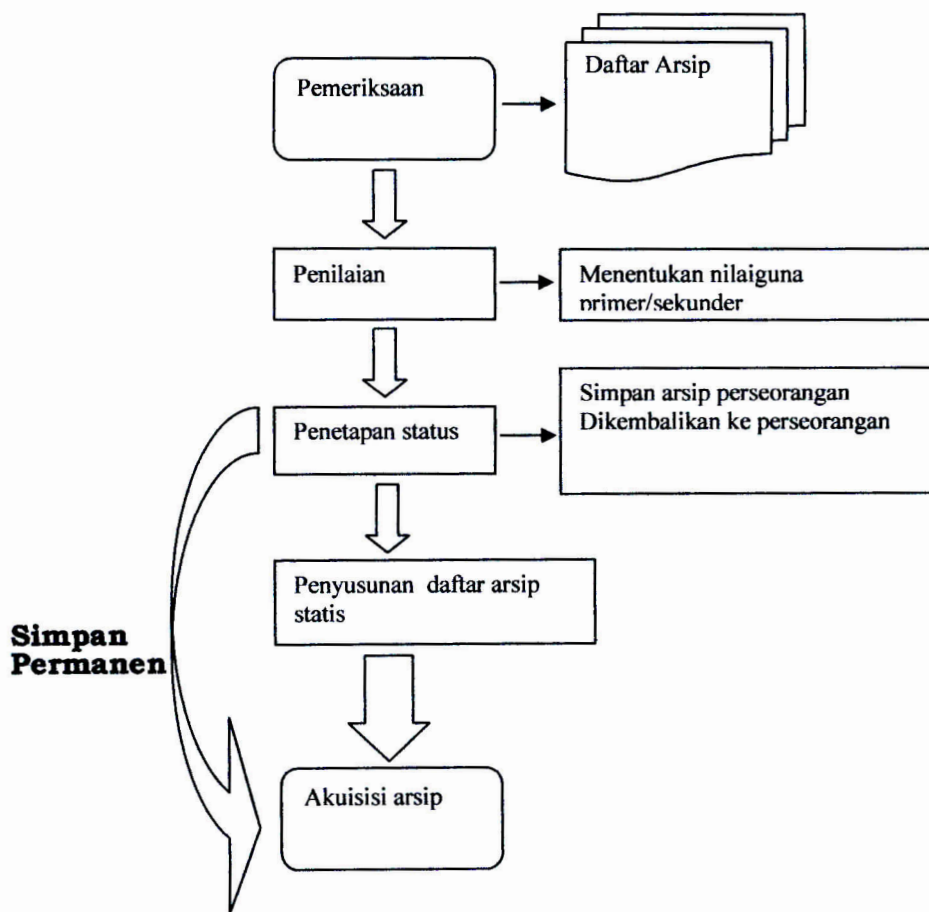 Pemeriksaan
Daftar Arsip
Penilaian
Menentukan nilaiguna
primer/sekunder
Penetapan status
Simpan arsip perseorangan
Dikembalikan ke perseorangan
Penyusunan daftar arsip
statis
Simpan
Permanen
Akuisisi arsip